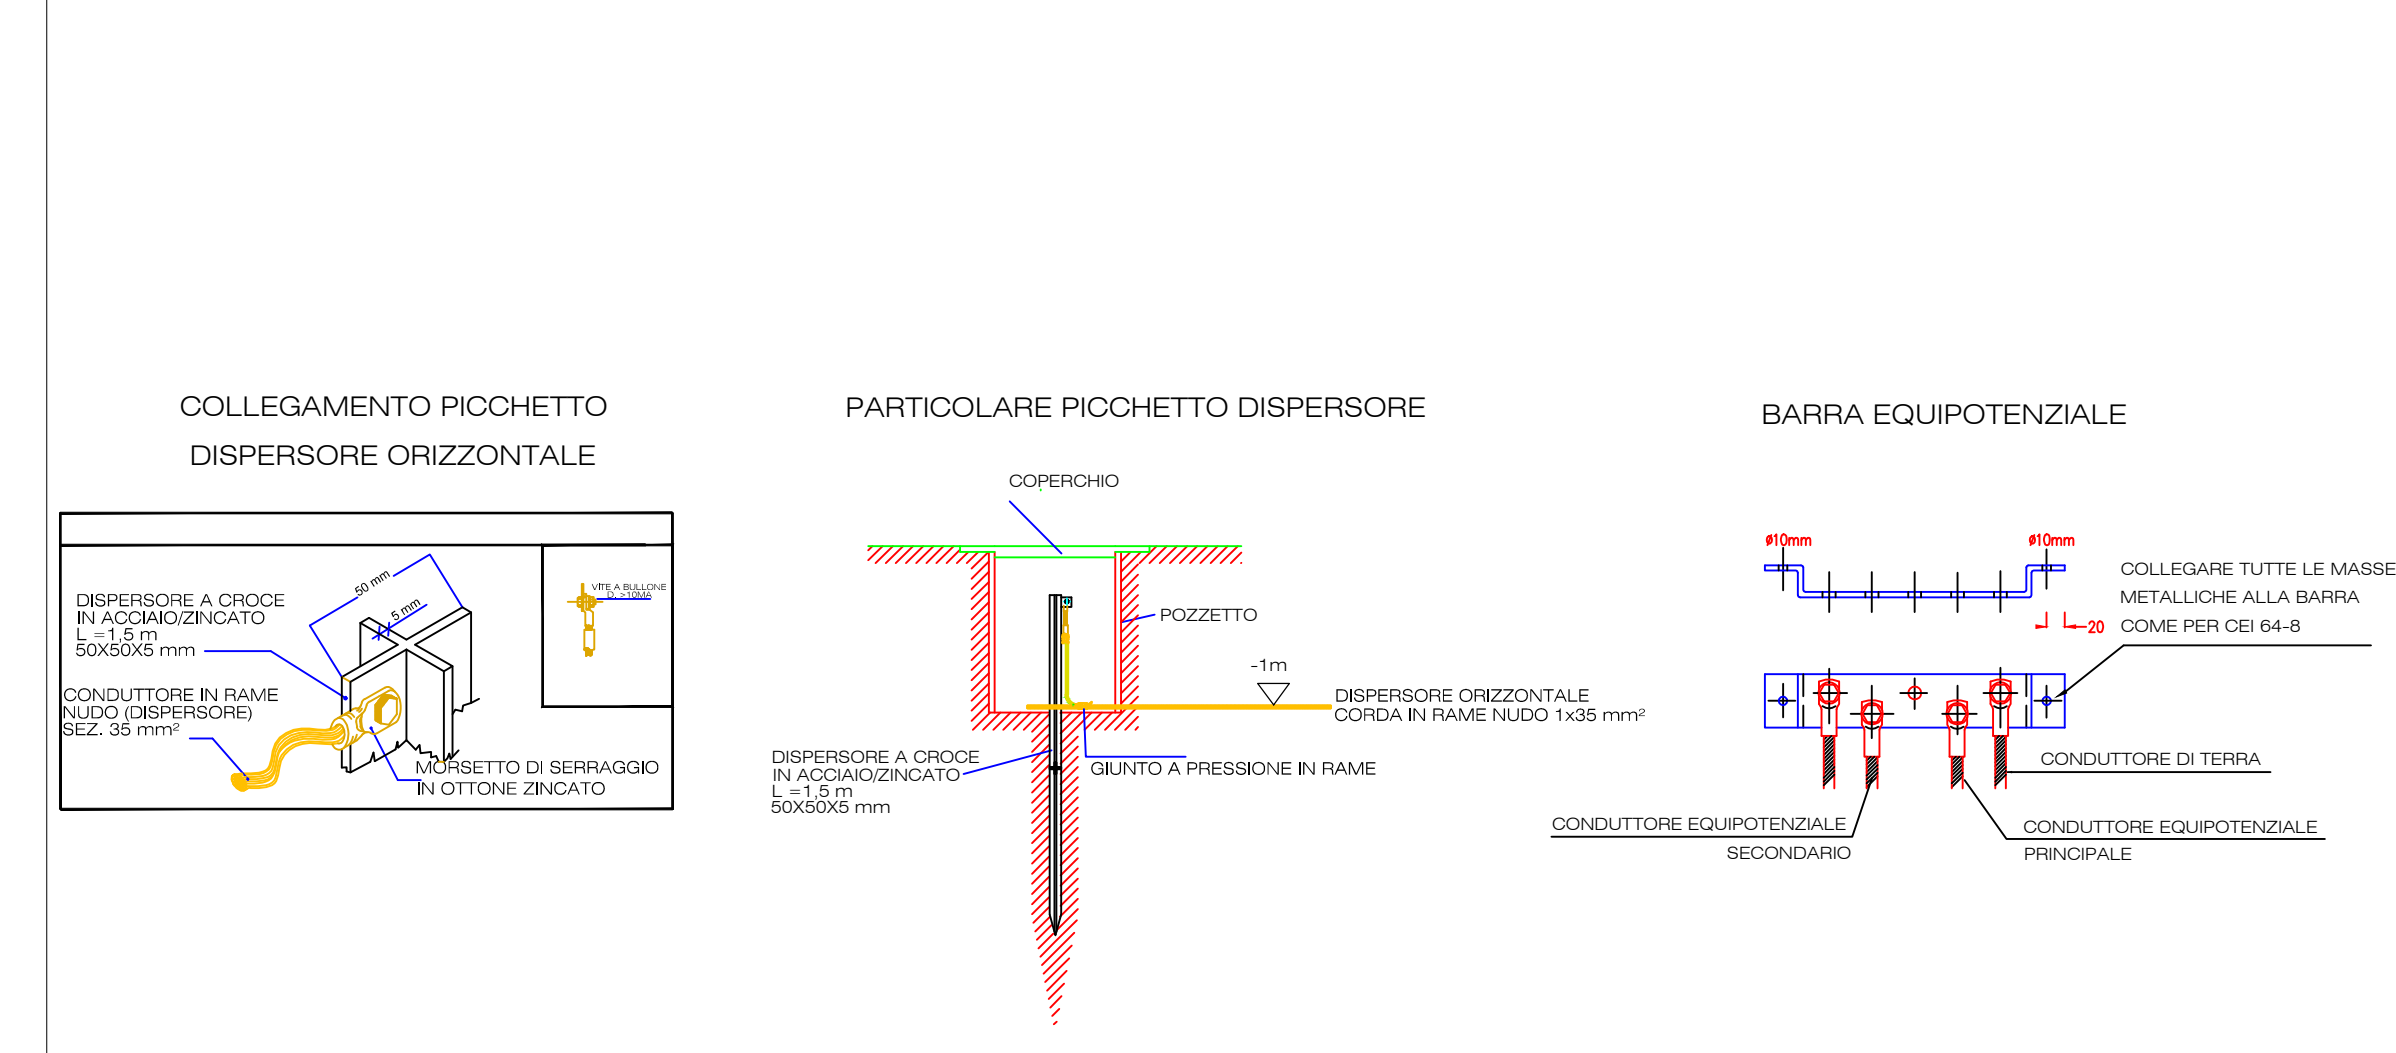 COLLEGAMENTO PICCHETTO
DISPERSORE ORIZZONTALE
50 mm
5 mm
VITE A BULLONE
D. >10MA
DISPERSORE A CROCE
IN ACCIAIO/ZINCATO
L =1,5 m
50X50X5 mm
CONDUTTORE IN RAME
NUDO (DISPERSORE)
SEZ. 35 mm²
MORSETTO DI SERRAGGIO
IN OTTONE ZINCATO
PARTICOLARE PICCHETTO DISPERSORE
COPERCHIO
POZZETTO
-1m
DISPERSORE ORIZZONTALE
CORDA IN RAME NUDO 1x35 mm²
DISPERSORE A CROCE
IN ACCIAIO/ZINCATO
L =1,5 m
50X50X5 mm
GIUNTO A PRESSIONE IN RAME
BARRA EQUIPOTENZIALE
ø10mm
ø10mm
20
COLLEGARE TUTTE LE MASSE
METALLICHE ALLA BARRA
COME PER CEI 64-8
CONDUTTORE DI TERRA
CONDUTTORE EQUIPOTENZIALE
SECONDARIO
CONDUTTORE EQUIPOTENZIALE
PRINCIPALE